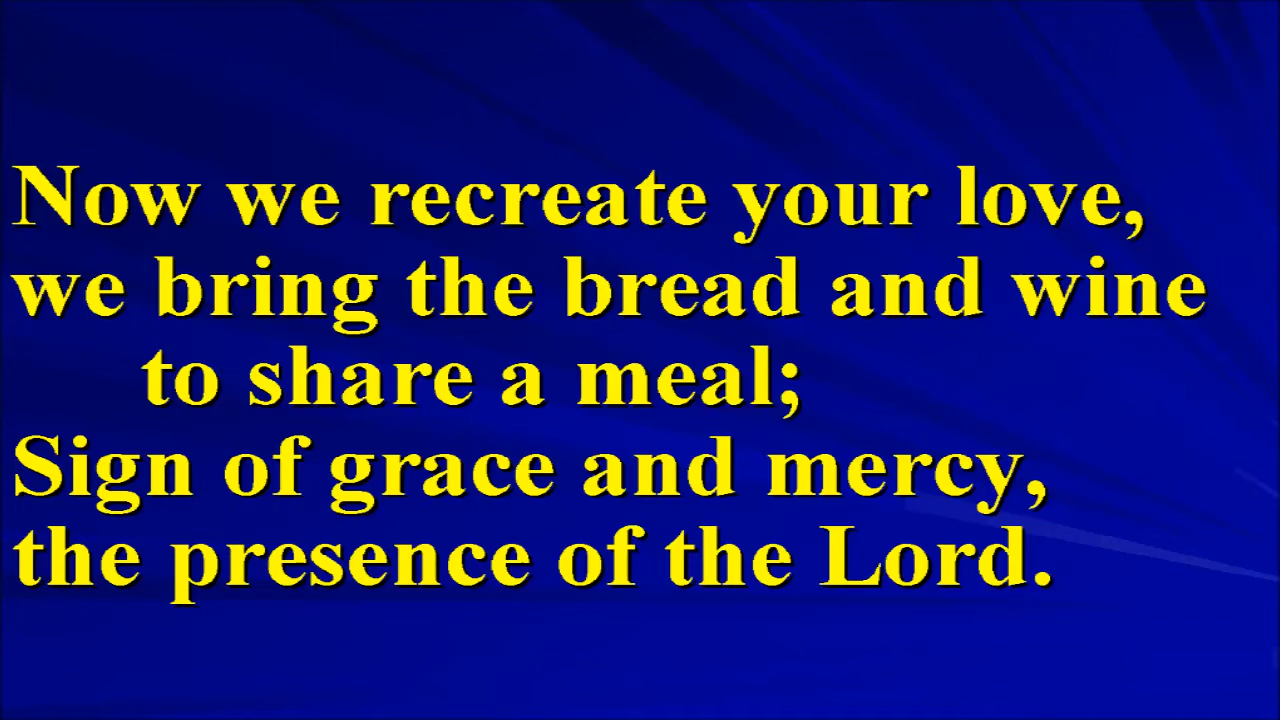 Now we recreate your love,
we bring the bread and wine
to share a meal;
Sign of grace and mercy,
the presence of the Lord.